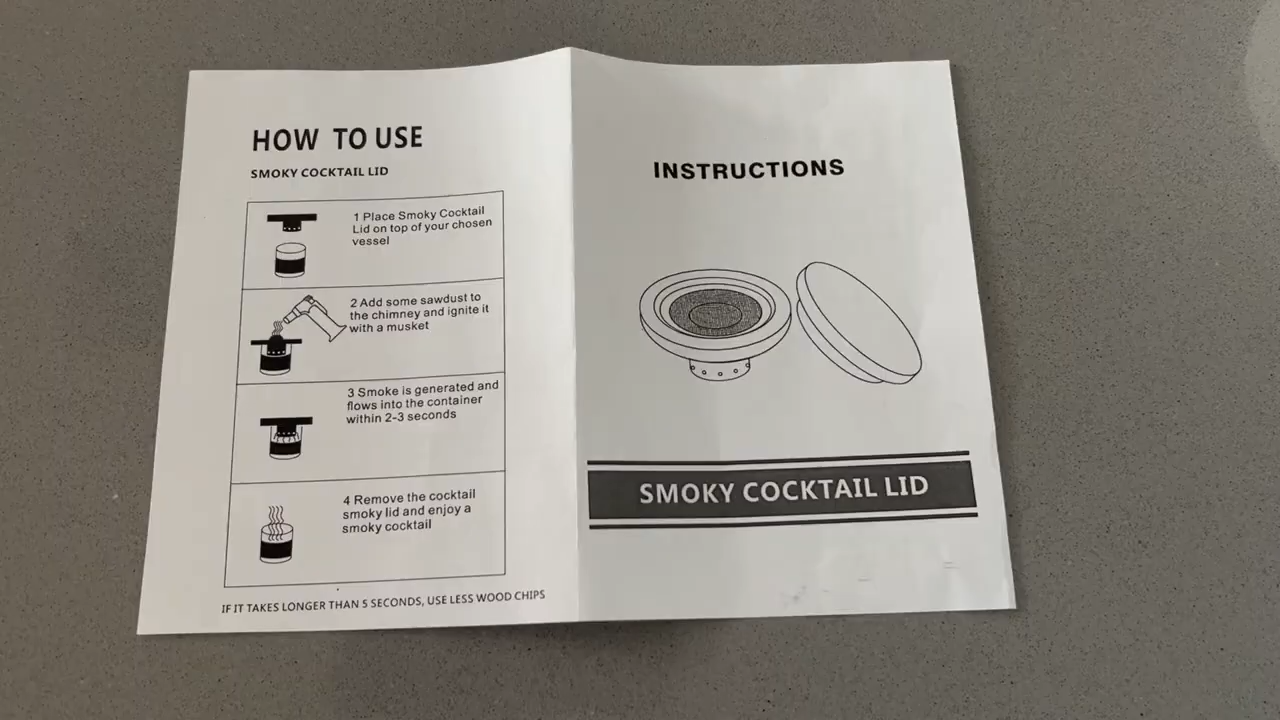 HOW TO USE
SMOKY COCKTAIL LID
1 Place Smoky Cocktail
Lid on top of your chosen
vessel
2 Add some sawdust to
the chimney and ignite it
with a musket
3 Smoke is generated and
flows into the container
within 2-3 seconds
4 Remove the cocktail
smoky lid and enjoy a
smoky cocktail
IF IT TAKES LONGER THAN 5 SECONDS, USE LESS WOOD CHIPS
INSTRUCTIONS
SMOKY COCKTAIL LID